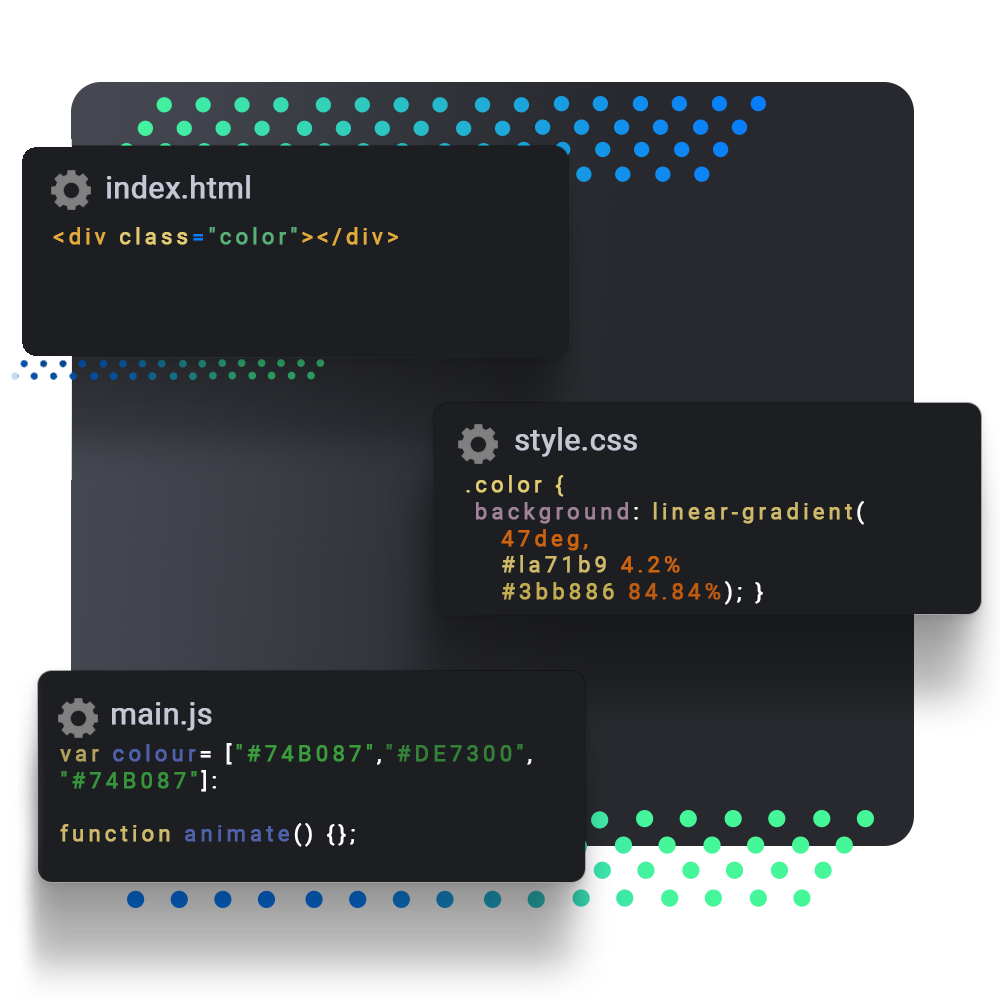 index.html
<div class="color"></div>
style.css
.color {
background: linear-gradient(
47deg,
#la71b9 4.2%
#3bb886 84.84%); }
main.js
var colour= ["#74B087","#DE7300",
"#74B087"]:
function animate() {};